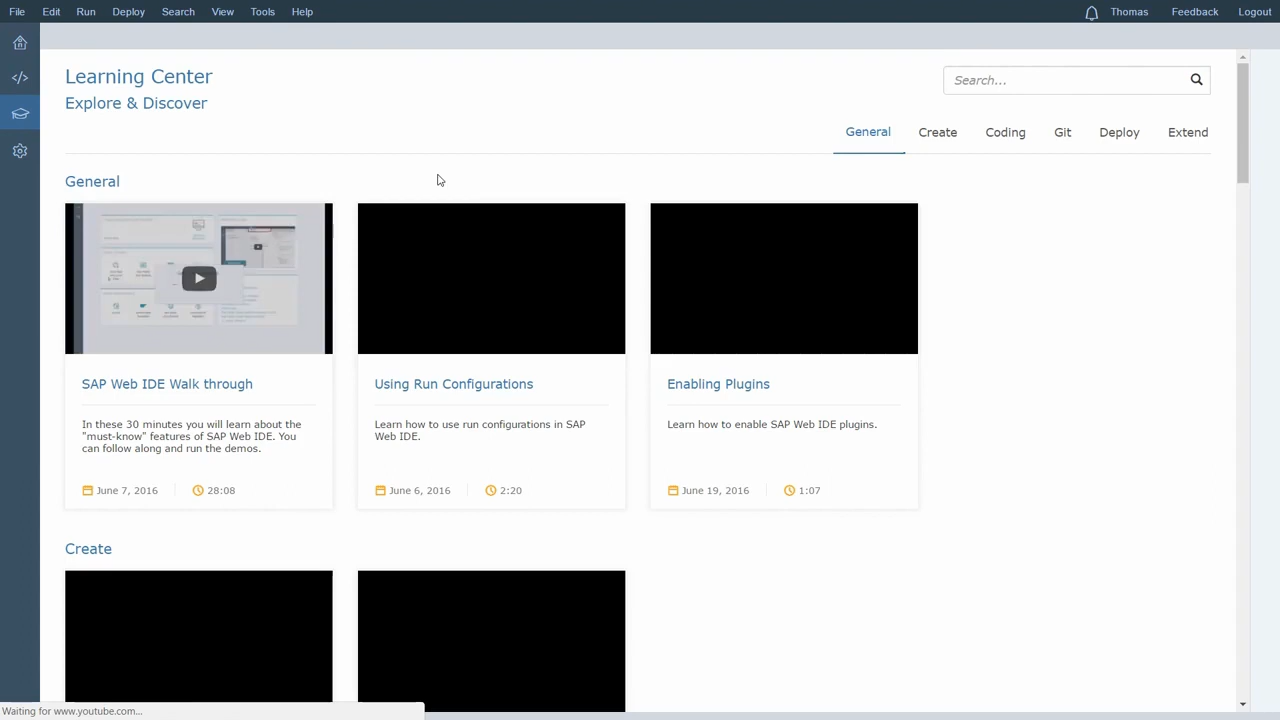 File Edit Run Deploy Search View Tools Help Thomas Feedback Logout
Learning Center
Search...
Explore & Discover
General Create Coding Git Deploy Extend
General
SAP Web IDE Walk through
In these 30 minutes you will learn about the
"must-know" features of SAP Web IDE. You
can follow along and run the demos.
June 7, 2016 28:08
Using Run Configurations
Learn how to use run configurations in SAP
Web IDE.
June 6, 2016 2:20
Enabling Plugins
Learn how to enable SAP Web IDE plugins.
June 19, 2016 1:07
Create
Waiting for www.youtube.com...